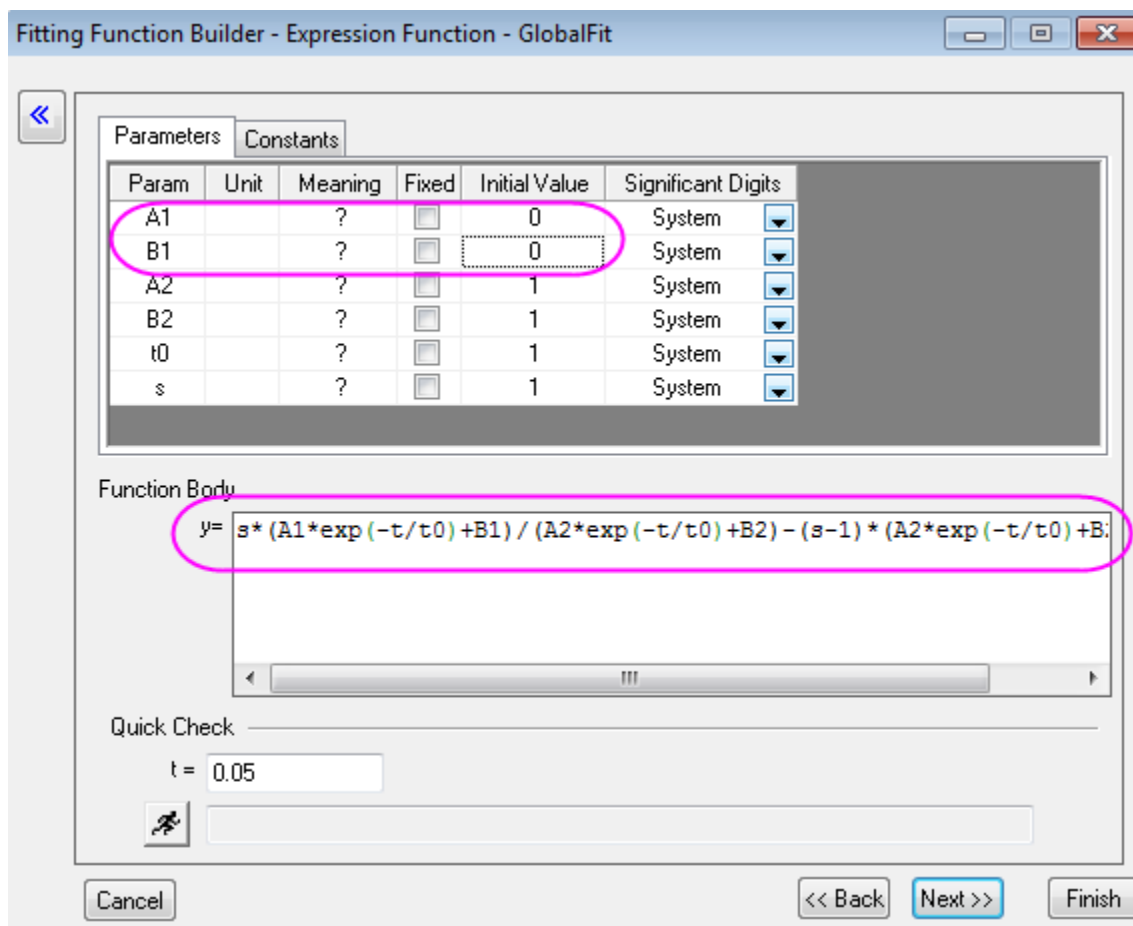 Fitting Function Builder - Expression Function - GlobalFit
Parameters Constants
Param Unit Meaning Fixed Initial Value Significant Digits
A1 ? 0 System
B1 ? 0 System
A2 ? 1 System
B2 ? 1 System
t0 ? 1 System
s ? 1 System
Function Body
y= s*(A1*exp(-t/t0)+B1)/(A2*exp(-t/t0)+B2)-(s-1)*(A2*exp(-t/t0)+B
Quick Check
t = 0.05
Cancel << Back Next >> Finish